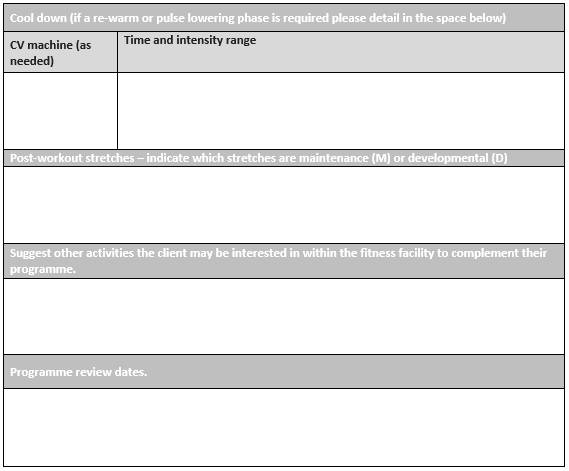 Cool down (if a re-warm or pulse lowering phase is required please detail in the space below)
CV machine (as
needed)
Time and intensity range
Post-workout stretches – indicate which stretches are maintenance (M) or developmental (D)
Suggest other activities the client may be interested in within the fitness facility to complement their
programme.
Programme review dates.